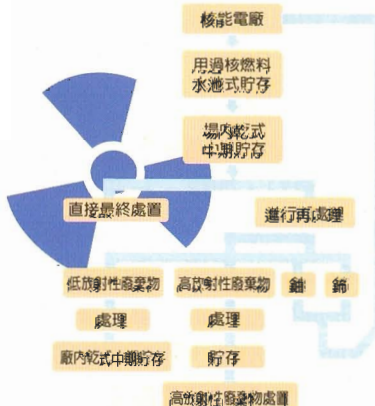 核能電廠
用過核燃料
水池式貯存
場內乾式
中期貯存
直接最終處置
進行再處理
低放射性廢棄物
高放射性廢棄物
鈾
鈽
處理
處理
廠內乾式中期貯存
貯存
高放射性廢棄物處置